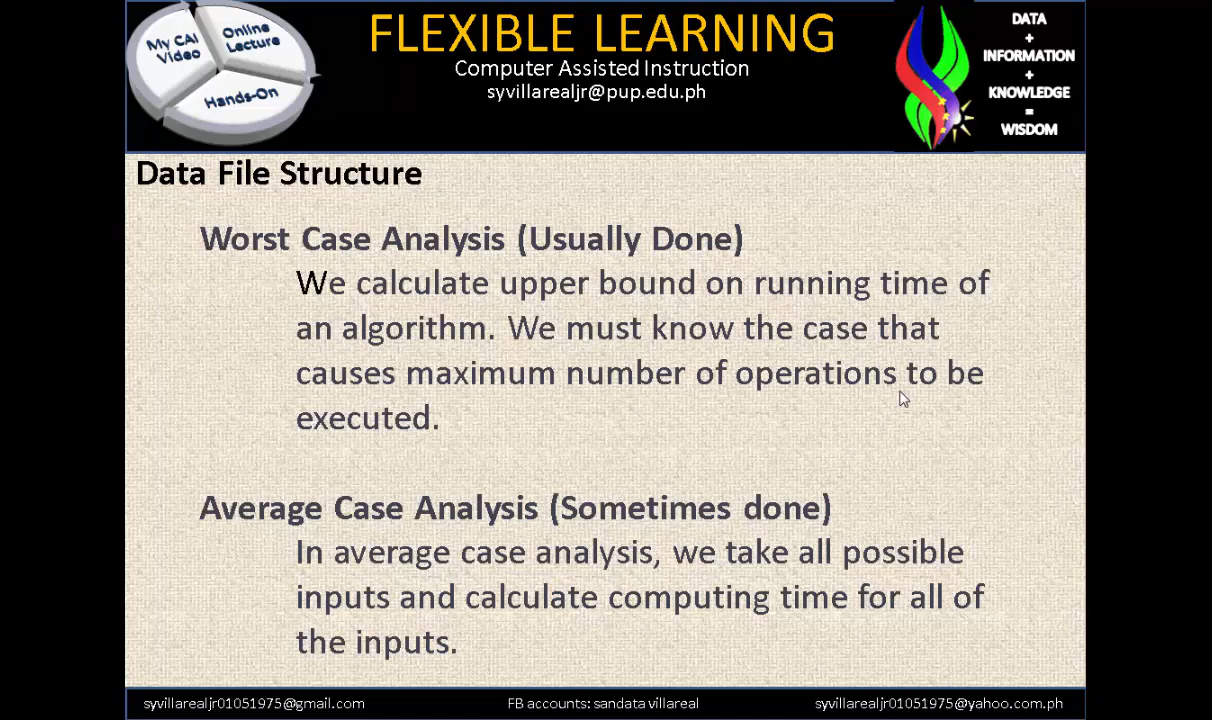 My CAI
Video
Online
Lecture
Hands-On
FLEXIBLE LEARNING
Computer Assisted Instruction
syvillarealjr@pup.edu.ph
DATA
+
INFORMATION
+
KNOWLEDGE
=
WISDOM
Data File Structure
Worst Case Analysis (Usually Done)
We calculate upper bound on running time of
an algorithm. We must know the case that
causes maximum number of operations to be
executed.
Average Case Analysis (Sometimes done)
In average case analysis, we take all possible
inputs and calculate computing time for all of
the inputs.
syvillarealjr01051975@gmail.com
FB accounts: sandata villareal
syvillarealjr01051975@yahoo.com.ph